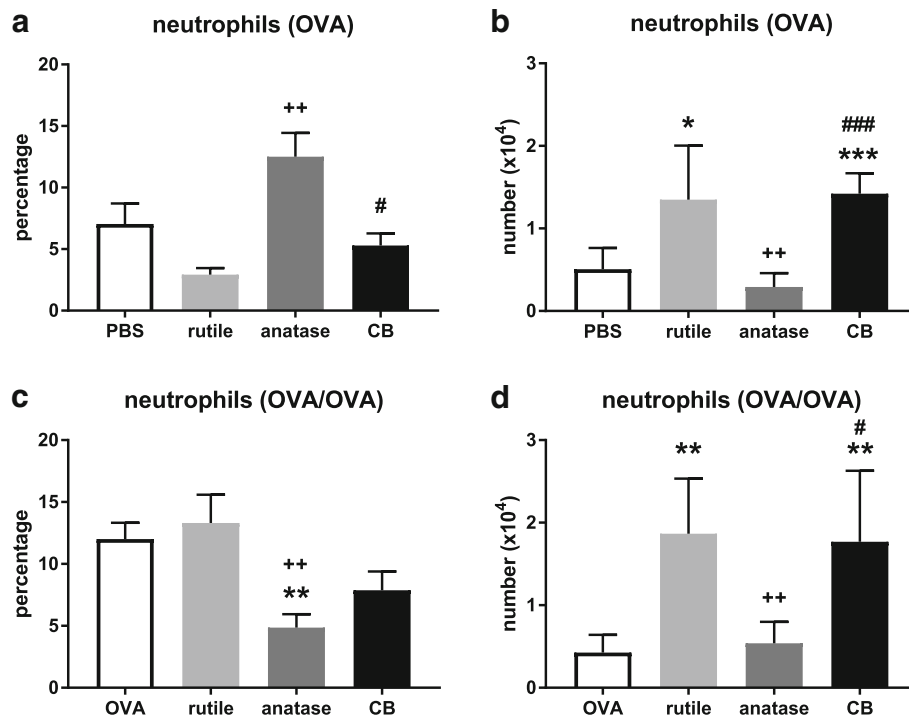 a
neutrophils (OVA)
percentage
20
15
10
5
0
++
#
PBS rutile anatase CB
b
neutrophils (OVA)
number (x10⁴)
3
2
1
0
*
++
###
***
PBS rutile anatase CB
c
neutrophils (OVA/OVA)
percentage
20
15
10
5
0
++
**
OVA rutile anatase CB
d
neutrophils (OVA/OVA)
number (x10⁴)
3
2
1
0
**
++
#
**
OVA rutile anatase CB